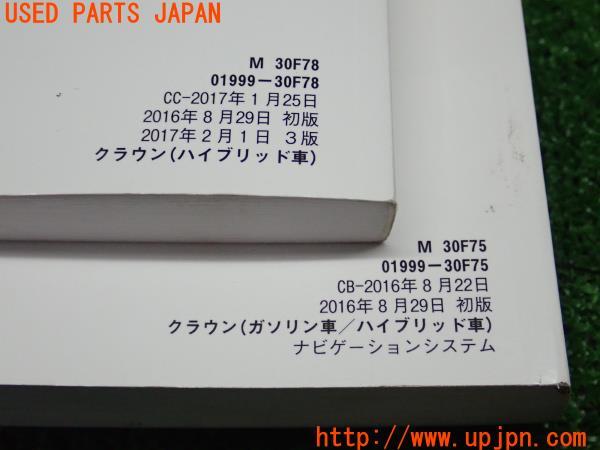 USED PARTS JAPAN
M 30F78
01999-30F78
CC-2017年1月25日
2016年8月29日 初版
2017年2月1日 3版
クラウン(ハイブリッド車)
M 30F75
01999-30F75
CB-2016年8月22日
2016年8月29日 初版
クラウン(ガソリン車/ハイブリッド車)
ナビゲーションシステム
http://www.upjpn.com